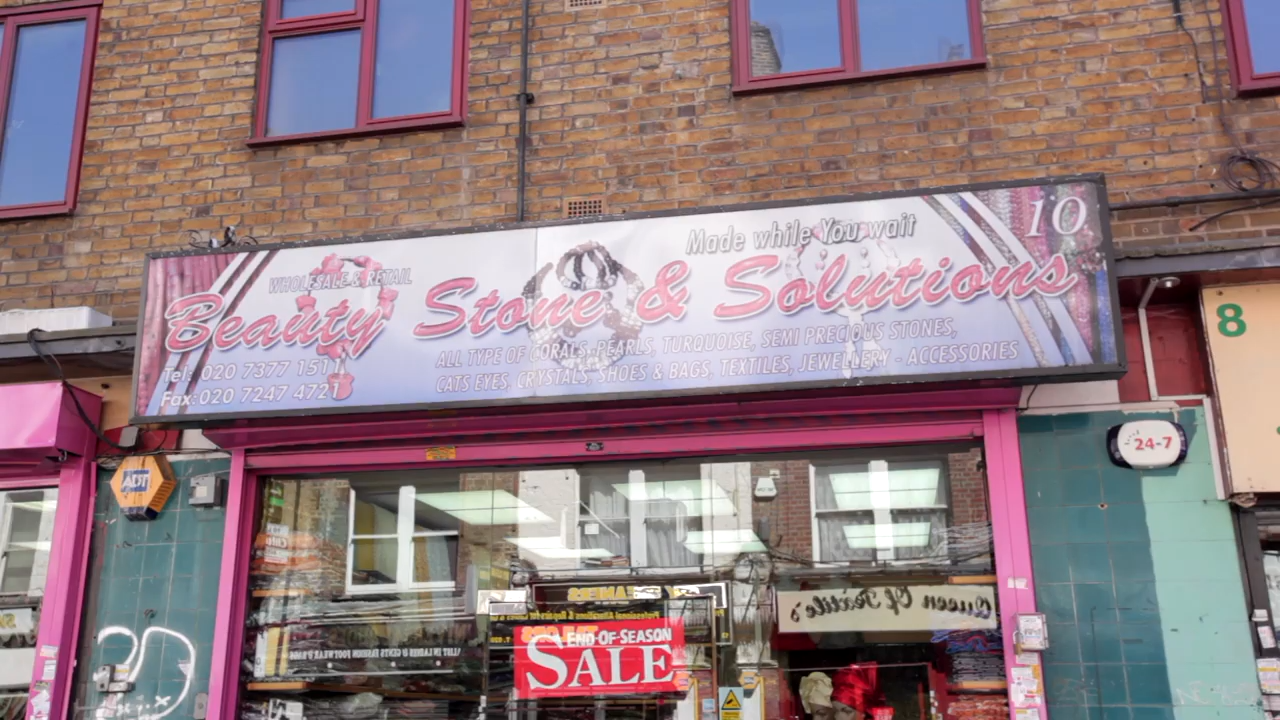 Made while You wait
10
WHOLESALE & RETAIL
Beauty Stone & Solutions
ALL TYPE OF CORALS, PEARLS, TURQUOISE, SEMI PRECIOUS STONES,
CATS EYES, CRYSTALS, SHOES & BAGS, TEXTILES, JEWELLERY - ACCESSORIES
Tel: 020 7377 1511
Fax: 020 7247 4721
8
24-7
ADT
Queen Of Textile's
END-OF-SEASON
SALE